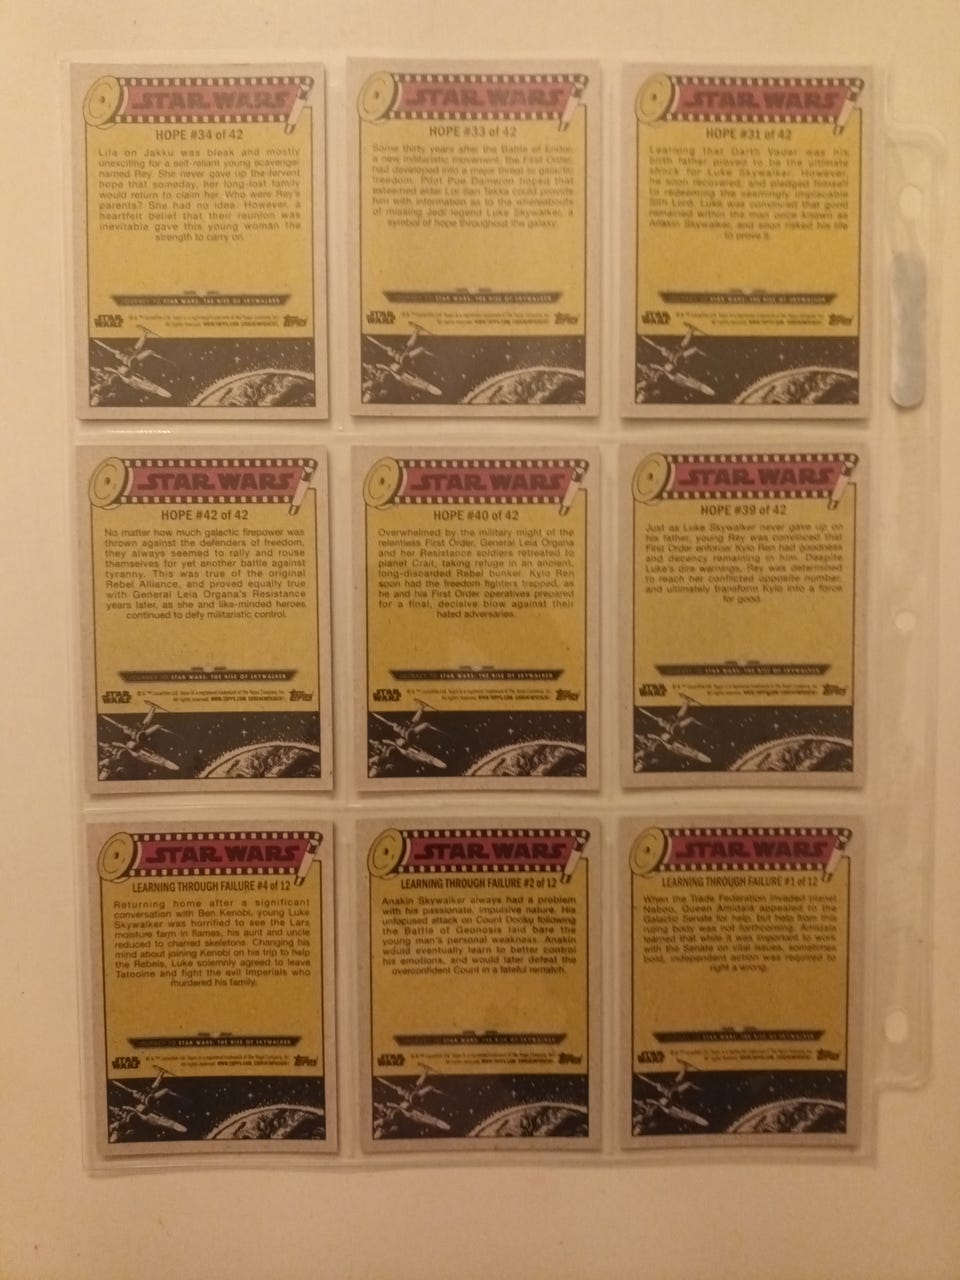 STAR WARS
HOPE #34 of 42
Life on Jakku was bleak and mostly
unexciting for a self-reliant young scavenger
named Rey. She never gave up the fervent
hope that someday, her long-lost family
would return to claim her. Who were Rey's
parents? She had no idea. However, a
heartfelt belief that their reunion was
inevitable gave this young woman the
strength to carry on.
JOURNEY TO STAR WARS: THE RISE OF SKYWALKER
STAR WARS
Topps
STAR WARS
HOPE #33 of 42
Some thirty years after the Battle of Endor,
a new militaristic movement, the First Order,
had developed into a major threat to galactic
freedom. Pilot Poe Dameron hoped that
esteemed elder Lor San Tekka could provide
him with information as to the whereabouts
of missing Jedi legend Luke Skywalker, a
symbol of hope throughout the galaxy.
JOURNEY TO STAR WARS: THE RISE OF SKYWALKER
STAR WARS
Topps
STAR WARS
HOPE #31 of 42
Learning that Darth Vader was his
birth father proved to be the ultimate
shock for Luke Skywalker. However,
he soon recovered, and pledged himself
to redeeming the seemingly implacable
Sith Lord. Luke was convinced that good
remained within the man once known as
Anakin Skywalker, and soon risked his life
to prove it.
JOURNEY TO STAR WARS: THE RISE OF SKYWALKER
STAR WARS
Topps
STAR WARS
HOPE #42 of 42
No matter how much galactic firepower was
thrown against the defenders of freedom,
they always seemed to rally and rouse
themselves for yet another battle against
tyranny. This was true of the original
Rebel Alliance, and proved equally true
with General Leia Organa's Resistance
years later, as she and like-minded heroes
continued to defy militaristic control.
JOURNEY TO STAR WARS: THE RISE OF SKYWALKER
STAR WARS
Topps
STAR WARS
HOPE #40 of 42
Overwhelmed by the military might of the
relentless First Order, General Leia Organa
and her Resistance soldiers retreated to
planet Crait, taking refuge in an ancient,
long-discarded Rebel bunker. Kylo Ren
soon had the freedom fighters trapped, as
he and his First Order operatives prepared
for a final, decisive blow against their
hated adversaries.
JOURNEY TO STAR WARS: THE RISE OF SKYWALKER
STAR WARS
Topps
STAR WARS
HOPE #39 of 42
Just as Luke Skywalker never gave up on
his father, young Rey was convinced that
First Order enforcer Kylo Ren had goodness
and decency remaining in him. Despite
Luke's dire warnings, Rey was determined
to reach her conflicted opposite number,
and ultimately transform Kylo into a force
for good.
JOURNEY TO STAR WARS: THE RISE OF SKYWALKER
STAR WARS
Topps
STAR WARS
LEARNING THROUGH FAILURE #4 of 12
Returning home after a significant
conversation with Ben Kenobi, young Luke
Skywalker was horrified to see the Lars
moisture farm in flames, his aunt and uncle
reduced to charred skeletons. Changing his
mind about joining Kenobi on his trip to help
the Rebels, Luke solemnly agreed to leave
Tatooine and fight the evil Imperials who
murdered his family.
JOURNEY TO STAR WARS: THE RISE OF SKYWALKER
STAR WARS
Topps
STAR WARS
LEARNING THROUGH FAILURE #2 of 12
Anakin Skywalker always had a problem
with his passionate, impulsive nature. His
unfocused attack on Count Dooku following
the Battle of Geonosis laid bare the
young man's personal weakness. Anakin
would eventually learn to better control
his emotions, and would later defeat the
overconfident Count in a fateful rematch.
JOURNEY TO STAR WARS: THE RISE OF SKYWALKER
STAR WARS
Topps
STAR WARS
LEARNING THROUGH FAILURE #1 of 12
When the Trade Federation invaded planet
Naboo, Queen Amidala appealed to the
Galactic Senate for help, but help from this
ruling body was not forthcoming. Amidala
learned that while it was important to work
with the Senate on vital issues, sometimes
bold, independent action was required to
right a wrong.
JOURNEY TO STAR WARS: THE RISE OF SKYWALKER
STAR WARS
Topps